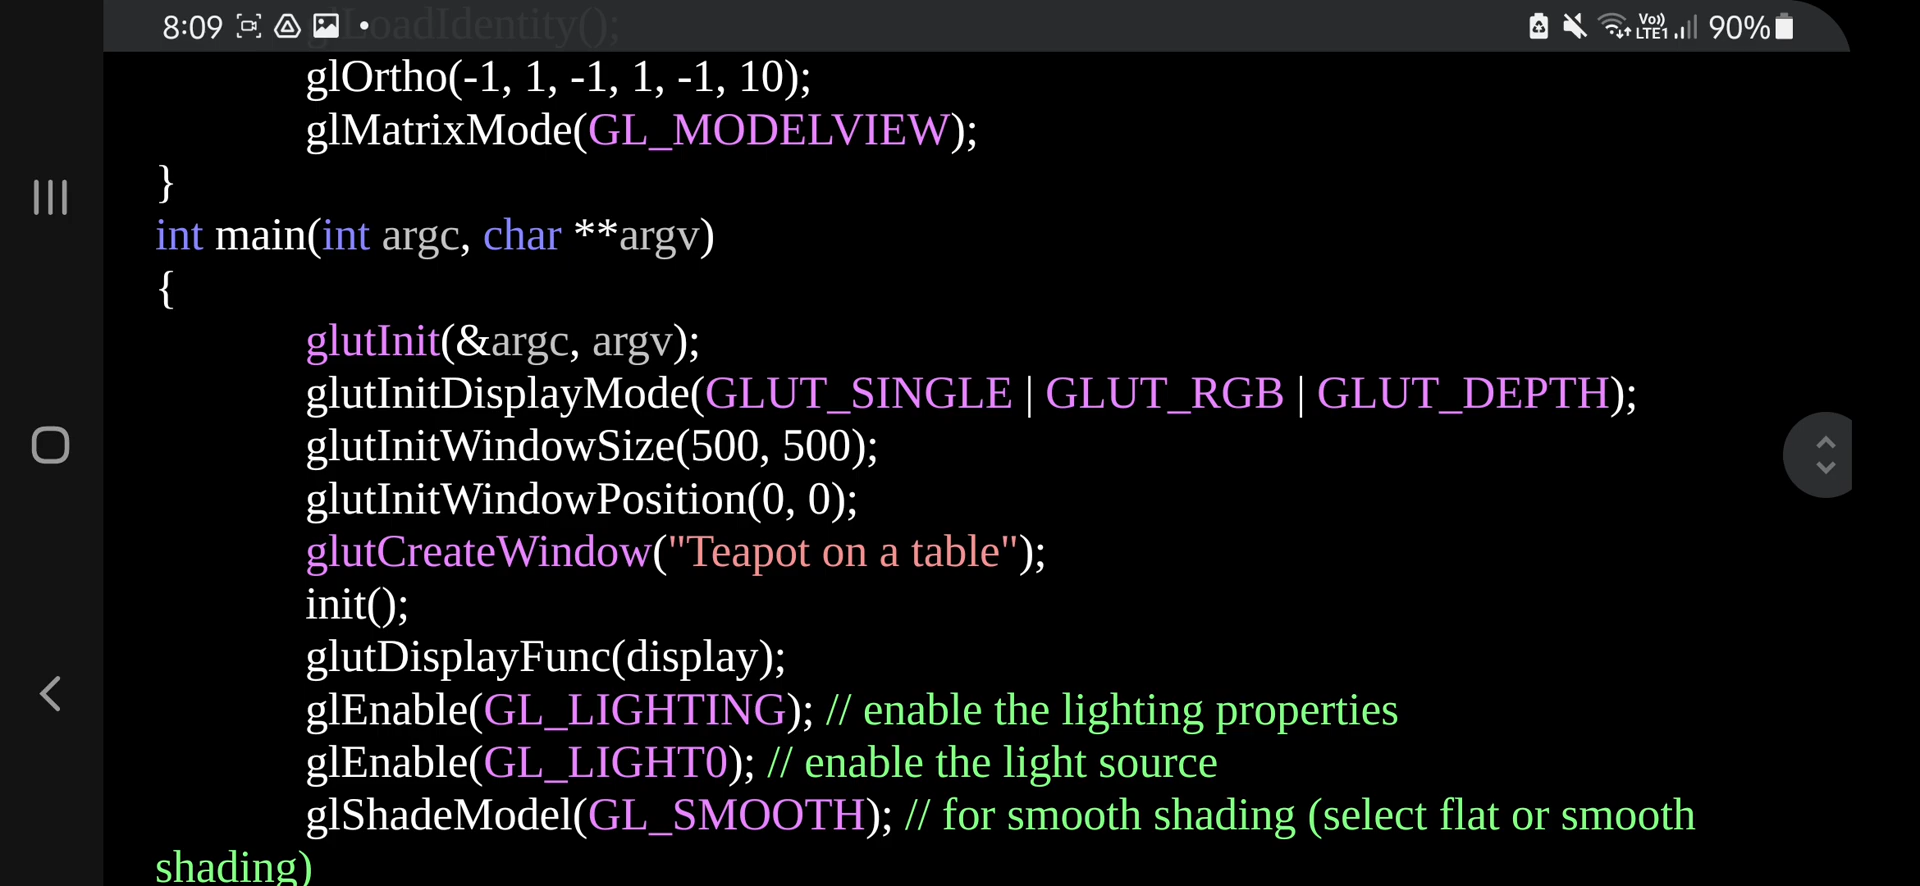 8:09 Vo) LTE1 90%
glLoadIdentity();
glOrtho(-1, 1, -1, 1, -1, 10);
glMatrixMode(GL_MODELVIEW);
}
int main(int argc, char **argv)
{
glutInit(&argc, argv);
glutInitDisplayMode(GLUT_SINGLE | GLUT_RGB | GLUT_DEPTH);
glutInitWindowSize(500, 500);
glutInitWindowPosition(0, 0);
glutCreateWindow("Teapot on a table");
init();
glutDisplayFunc(display);
glEnable(GL_LIGHTING); // enable the lighting properties
glEnable(GL_LIGHT0); // enable the light source
glShadeModel(GL_SMOOTH); // for smooth shading (select flat or smooth
shading)